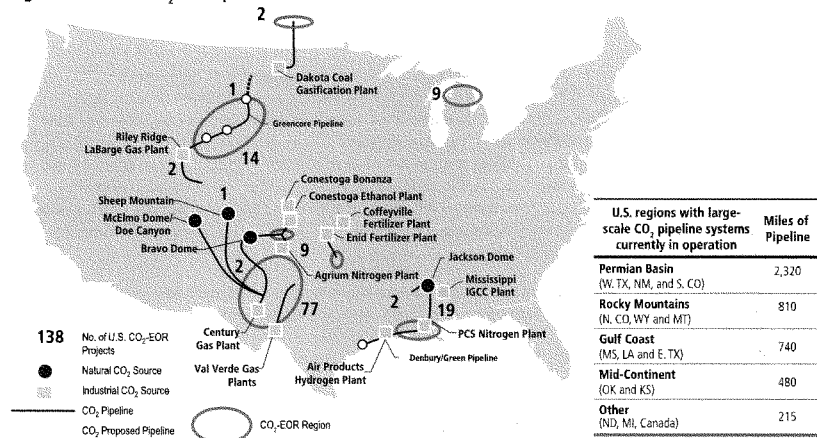 2
Dakota Coal
Gasification Plant
1
9
Greencore Pipeline
Riley Ridge
LaBarge Gas Plant
14
2
Conestoga Bonanza
1
Conestoga Ethanol Plant
Sheep Mountain
Coffeyville
Fertilizer Plant
McElmo Dome/
Doe Canyon
Enid Fertilizer Plant
Bravo Dome
9
Jackson Dome
Agrium Nitrogen Plant
2
Mississippi
IGCC Plant
2
77
19
Century
Gas Plant
PCS Nitrogen Plant
Val Verde Gas
Plants
Air Products
Hydrogen Plant
Denbury/Green Pipeline
138 No. of U.S. CO₂-EOR
Projects
Natural CO₂ Source
Industrial CO₂ Source
CO₂ Pipeline
CO₂ Proposed Pipeline
CO₂-EOR Region
U.S. regions with large-
scale CO₂ pipeline systems
currently in operation
Miles of
Pipeline
Permian Basin
(W. TX, NM, and S. CO)
2,320
Rocky Mountains
(N. CO, WY and MT)
810
Gulf Coast
(MS, LA and E. TX)
740
Mid-Continent
(OK and KS)
480
Other
(ND, MI, Canada)
215